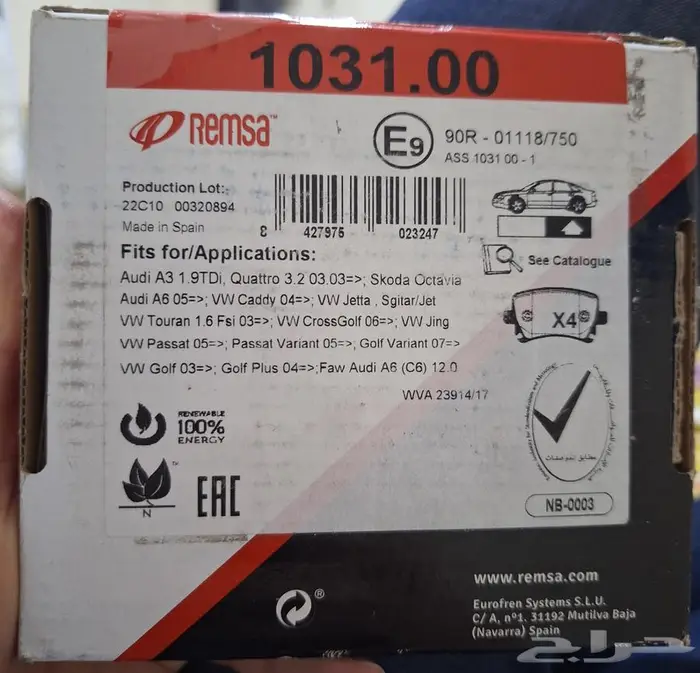 1031.00
REMSA™
E9
90R - 01118/750
ASS 1031 00 - 1
Production Lot:
22C10 00320894
Made in Spain
8 427975 023247
See Catalogue
Fits for/Applications:
Audi A3 1.9TDi, Quattro 3.2 03.03=>; Skoda Octavia
Audi A6 05=>; VW Caddy 04=>; VW Jetta , Sgitar/Jet
VW Touran 1.6 Fsi 03=>; VW CrossGolf 06=>; VW Jing
VW Passat 05=>; Passat Variant 05=>; Golf Variant 07=>
VW Golf 03=>; Golf Plus 04=>;Faw Audi A6 (C6) 12.0
X4
WVA 23914/17
RENEWABLE
100%
ENERGY
™
N
EAC
NB-0003
®
www.remsa.com
Eurofren Systems S.L.U.
C/ A, nº1. 31192 Mutilva Baja
(Navarra) Spain
حراج